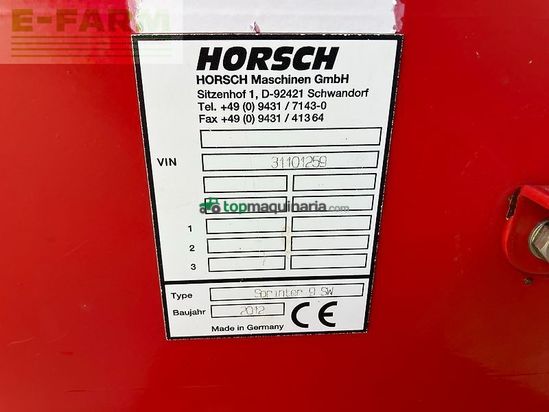 E-FARM
HORSCH
HORSCH Maschinen GmbH
Sitzenhof 1, D-92421 Schwandorf
Tel. +49 (0) 9431 / 7143-0
Fax +49 (0) 9431 / 41364
VIN 31101259
topmaquinaria.com
1
2
3
Type Sprinter 9 SW
Baujahr 2012 CE
Made in Germany